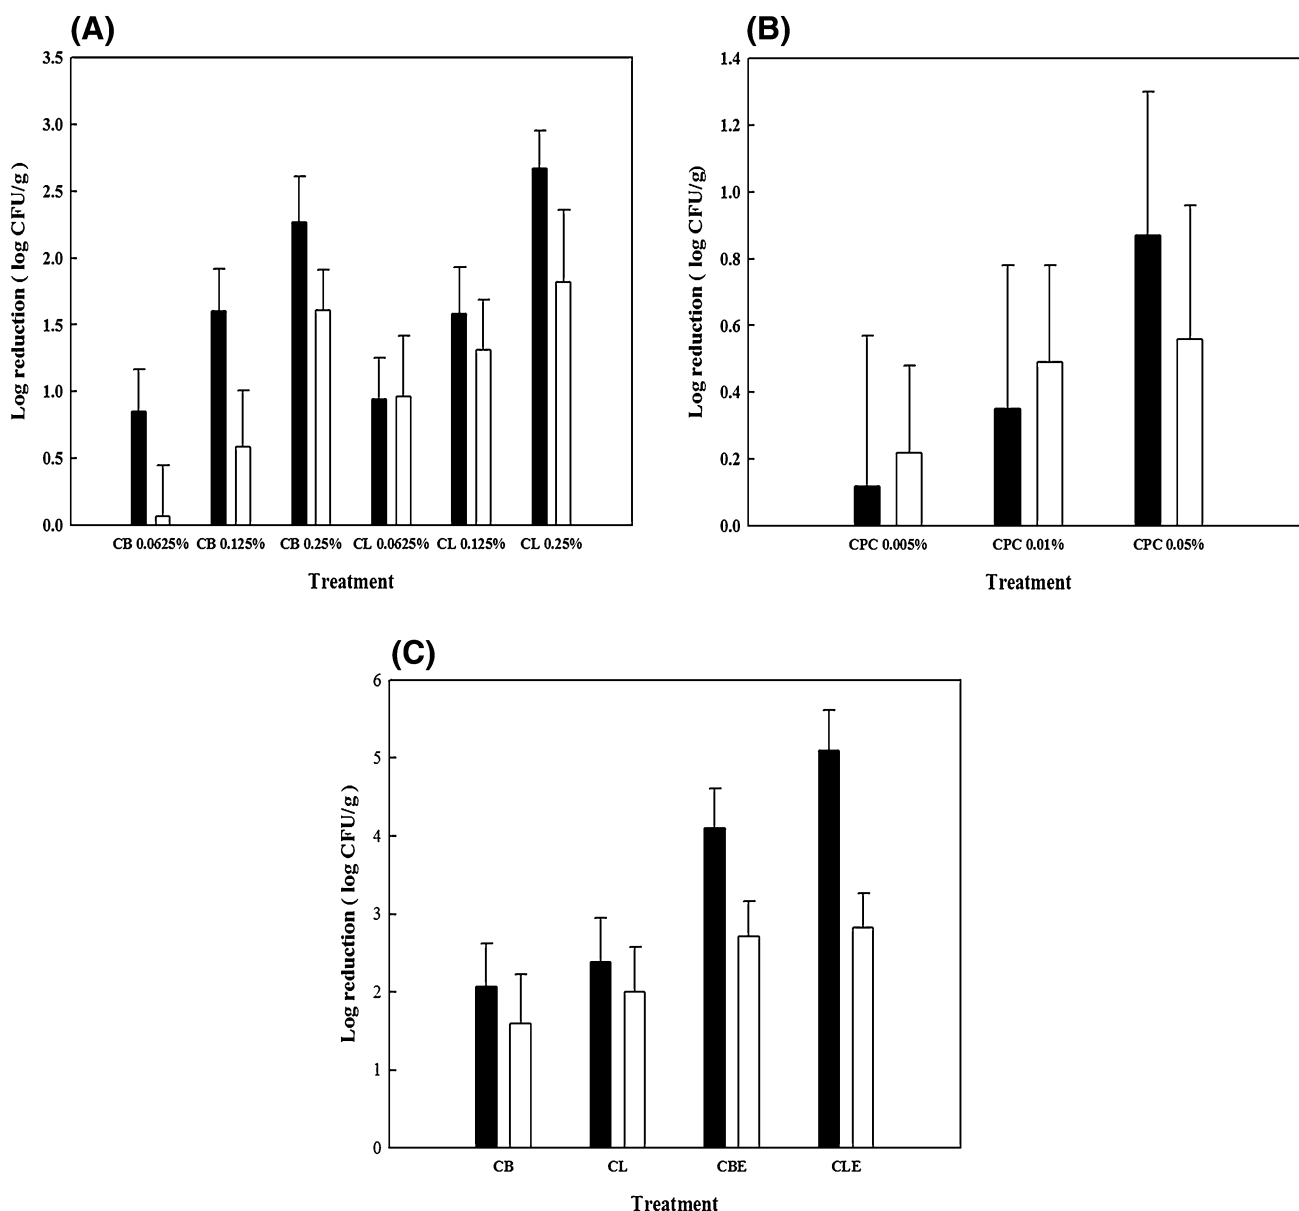 (A)
3.5
3.0
2.5
2.0
1.5
1.0
0.5
0.0
Log reduction ( log CFU/g )
CB 0.0625% CB 0.125% CB 0.25% CL 0.0625% CL 0.125% CL 0.25%
Treatment
(B)
1.4
1.2
1.0
0.8
0.6
0.4
0.2
0.0
Log reduction ( log CFU/g)
CPC 0.005% CPC 0.01% CPC 0.05%
Treatment
(C)
6
5
4
3
2
1
0
Log reduction ( log CFU/g )
CB CL CBE CLE
Treatment